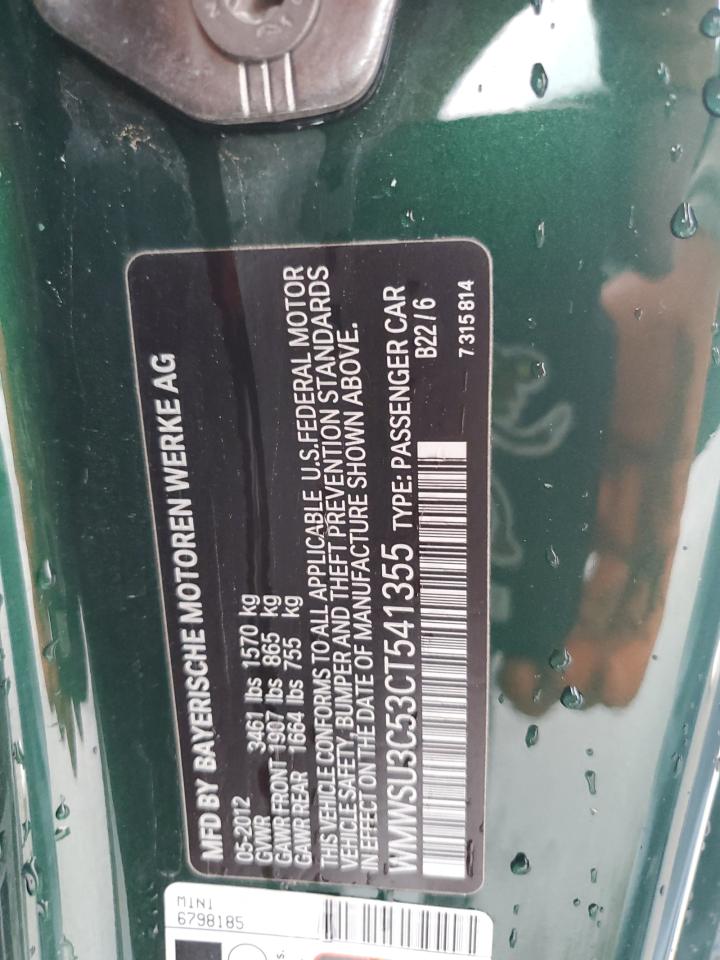 MFD BY BAYERISCHE MOTOREN WERKE AG
05-2012
GVWR 3461 lbs 1570 kg
GAWR FRONT 1907 lbs 865 kg
GAWR REAR 1664 lbs 755 kg
THIS VEHICLE CONFORMS TO ALL APPLICABLE U.S.FEDERAL MOTOR
VEHICLE SAFETY, BUMPER AND THEFT PREVENTION STANDARDS
IN EFFECT ON THE DATE OF MANUFACTURE SHOWN ABOVE.
WMWSU3C53CT541355 TYPE: PASSENGER CAR
B22/6
7315814
MINI
6798185